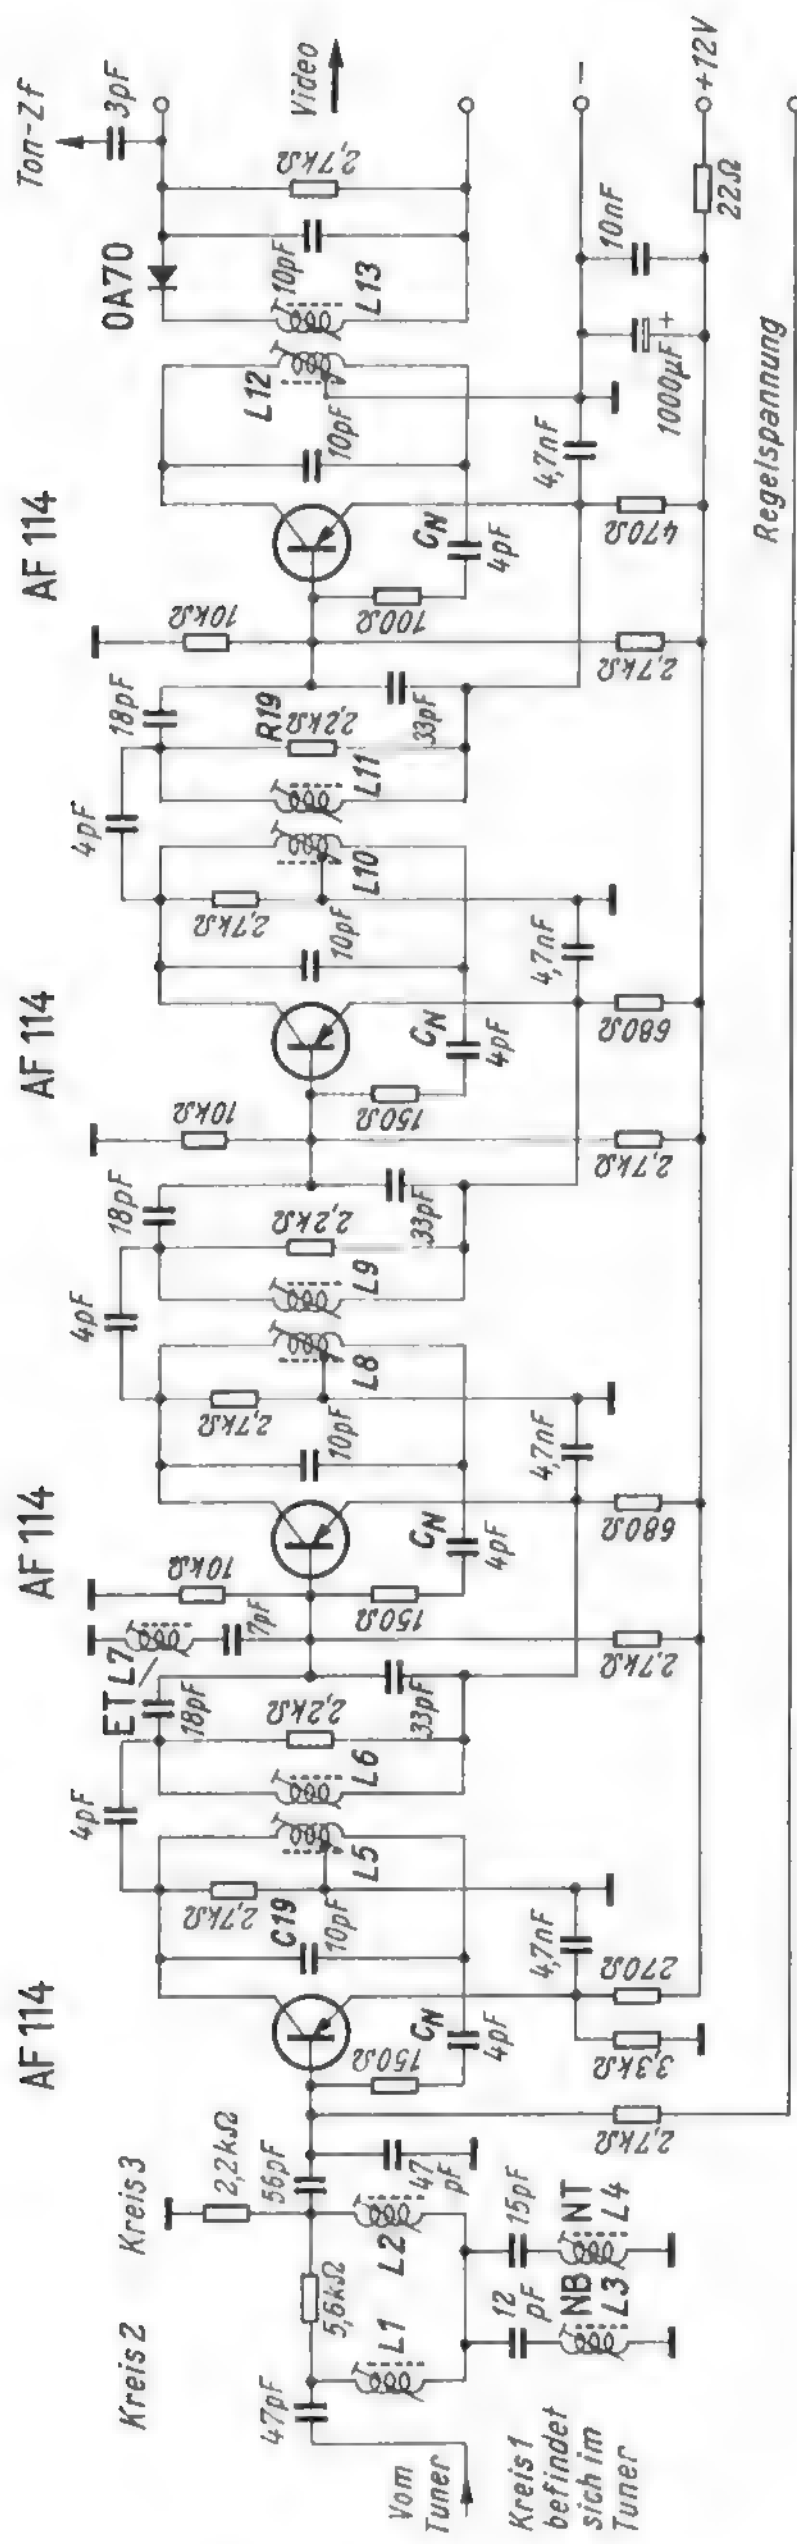 Vom
Tuner
Kreis 1
befindet
sich im
Tuner
Kreis 2
Kreis 3
47pF
5,6kΩ
2,2kΩ
56pF
L1
L2
47
pF
12
pF
15pF
NB
L3
NT
L4
2,7kΩ
AF 114
150Ω
CN
4pF
3,3kΩ
270Ω
4,7nF
C19
10pF
2,7kΩ
4pF
L5
L6
2,2kΩ
18pF
33pF
ET L7
7pF
10kΩ
2,7kΩ
AF 114
150Ω
CN
4pF
680Ω
4,7nF
10pF
2,7kΩ
4pF
L8
L9
2,2kΩ
18pF
33pF
10kΩ
2,7kΩ
AF 114
150Ω
CN
4pF
680Ω
4,7nF
10pF
2,7kΩ
4pF
L10
L11
R19
2,2kΩ
18pF
33pF
10kΩ
2,7kΩ
AF 114
100Ω
CN
4pF
470Ω
4,7nF
10pF
L12
L13
10pF
OA70
2,7kΩ
3pF
Ton-Zf
Video
1000µF +
10nF
22Ω
–
+12V
Regelspannung